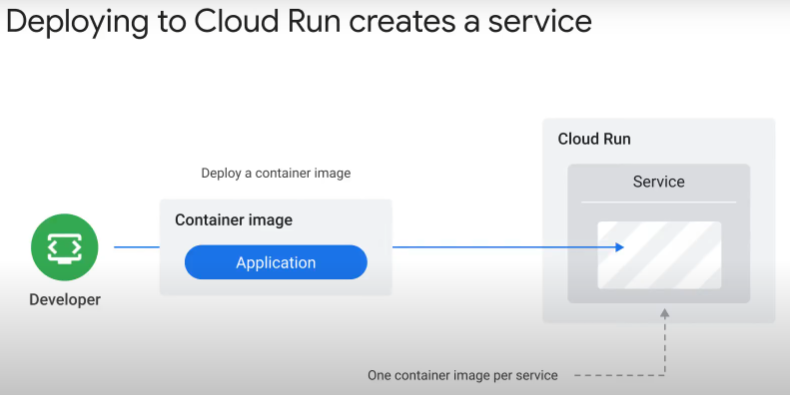 Deploying to Cloud Run creates a service
Cloud Run
Deploy a container image
Service
Container image
Application
Developer
One container image per service